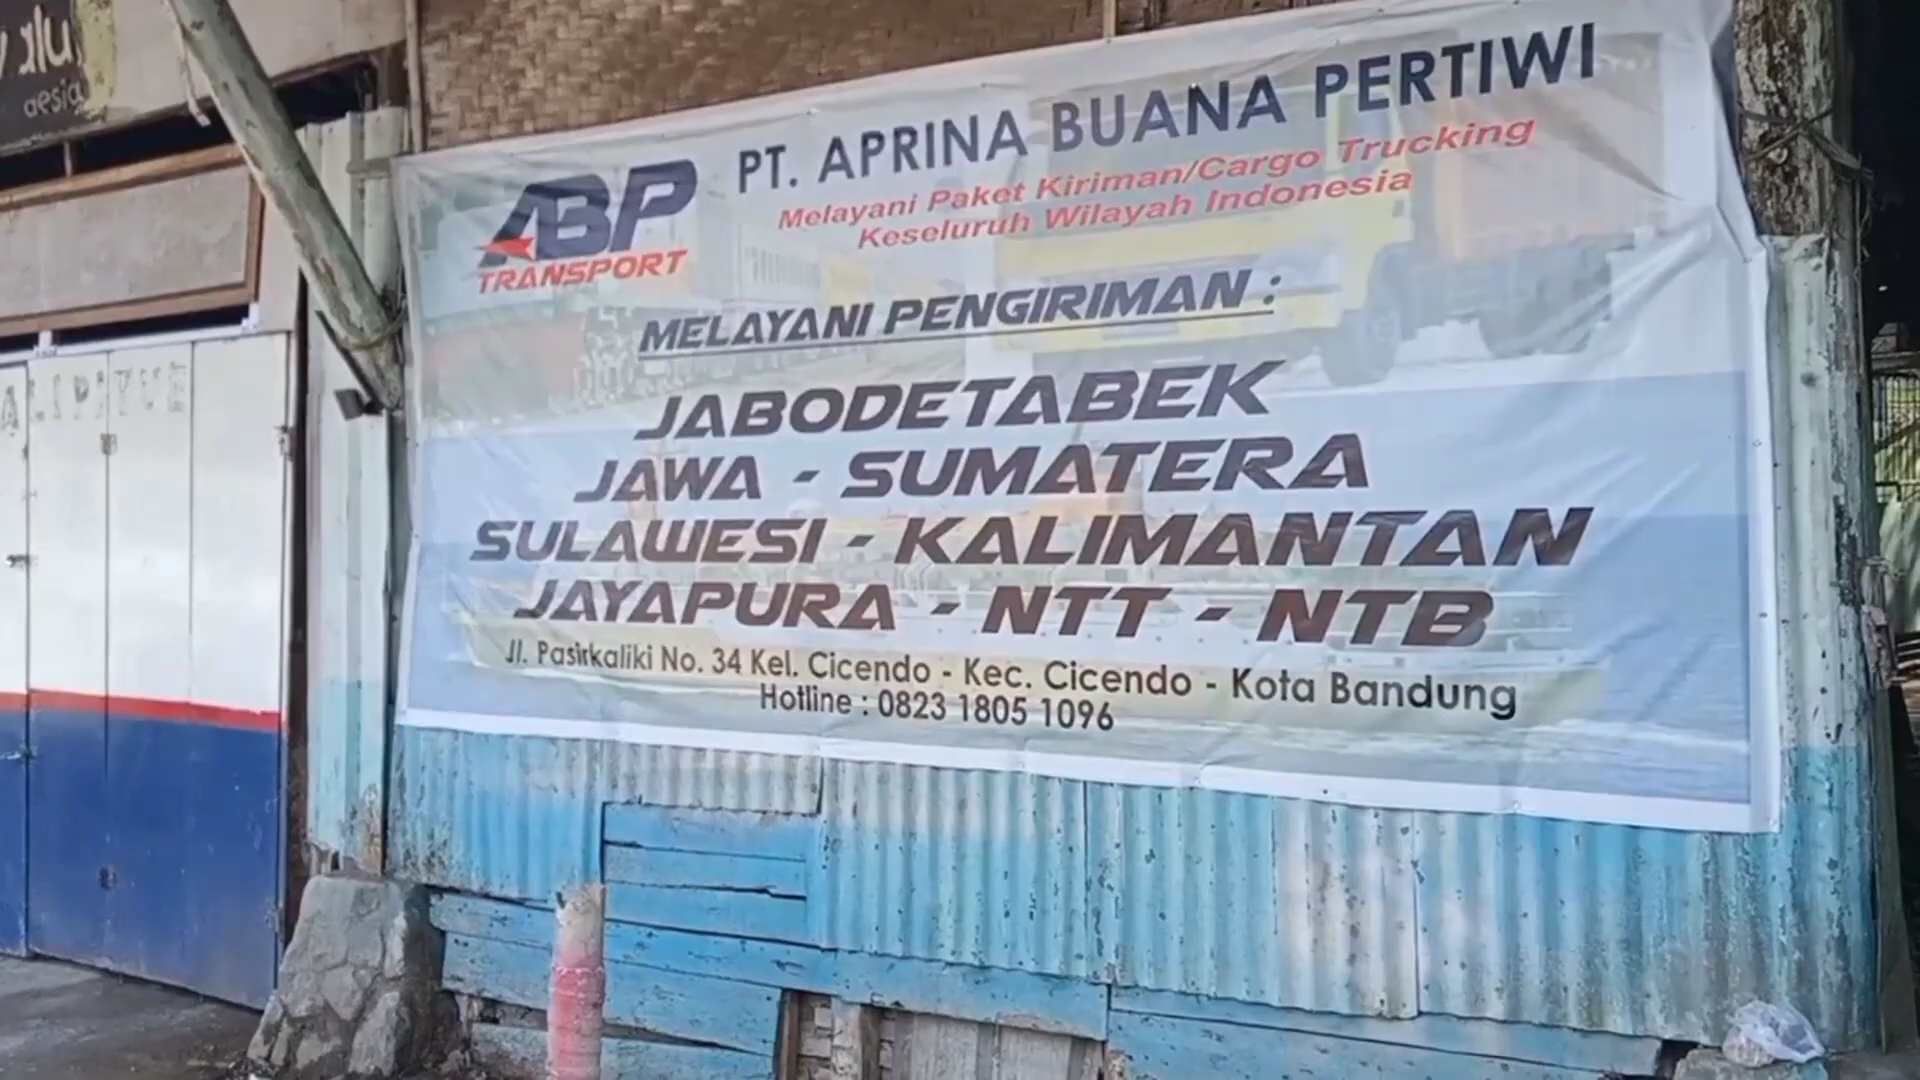 aesia
PT. APRINA BUANA PERTIWI
Melayani Paket Kiriman/Cargo Trucking
Keseluruh Wilayah Indonesia
ABP
TRANSPORT
MELAYANI PENGIRIMAN :
JABODETABEK
JAWA - SUMATERA
SULAWESI - KALIMANTAN
JAYAPURA - NTT - NTB
Jl. Pasirkaliki No. 34 Kel. Cicendo - Kec. Cicendo - Kota Bandung
Hotline : 0823 1805 1096